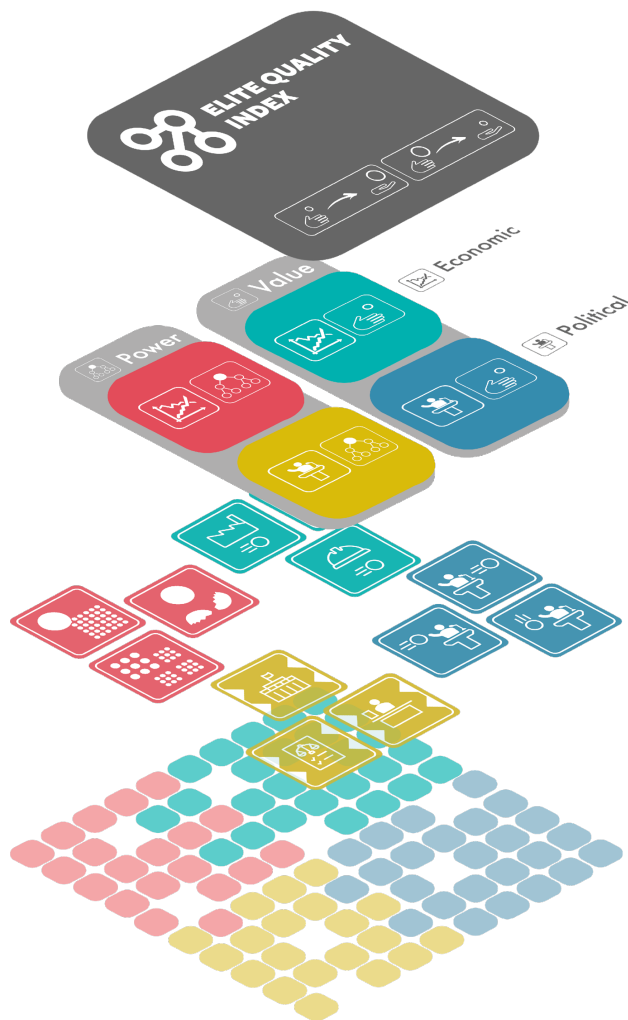 ELITE QUALITY
INDEX
Value
Economic
Power
Political